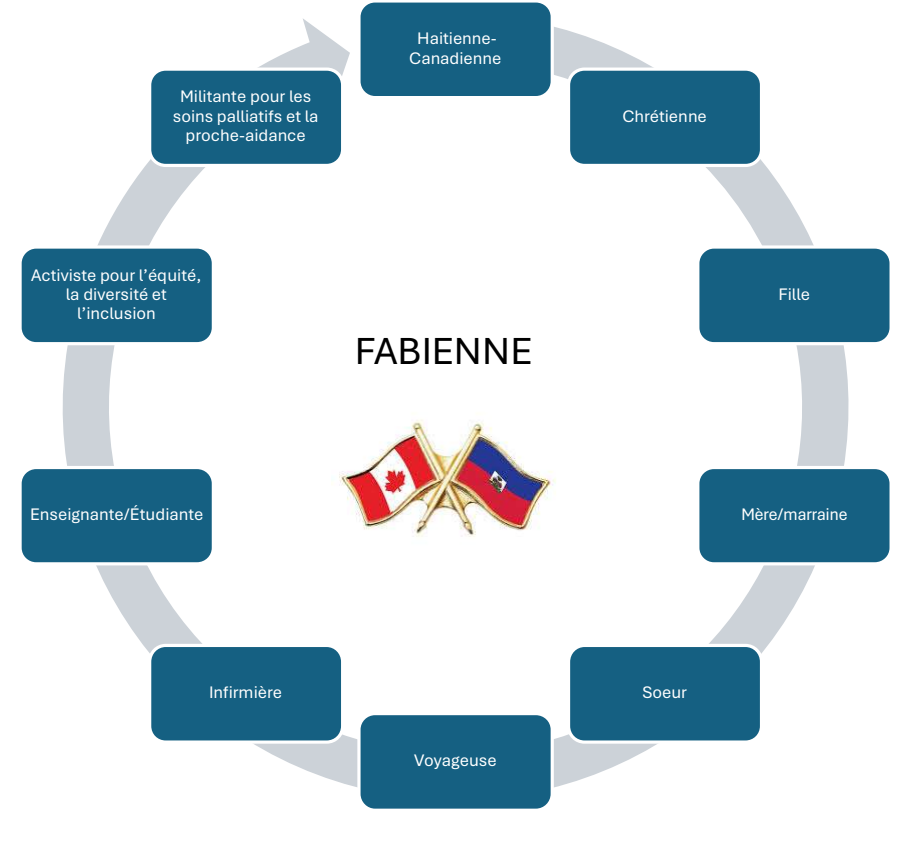 Haitienne-
Canadienne
Chrétienne
Fille
Mère/marraine
Soeur
Voyageuse
Infirmière
Enseignante/Étudiante
Activiste pour l’équité,
la diversité et
l’inclusion
Militante pour les
soins palliatifs et la
proche-aidance
FABIENNE